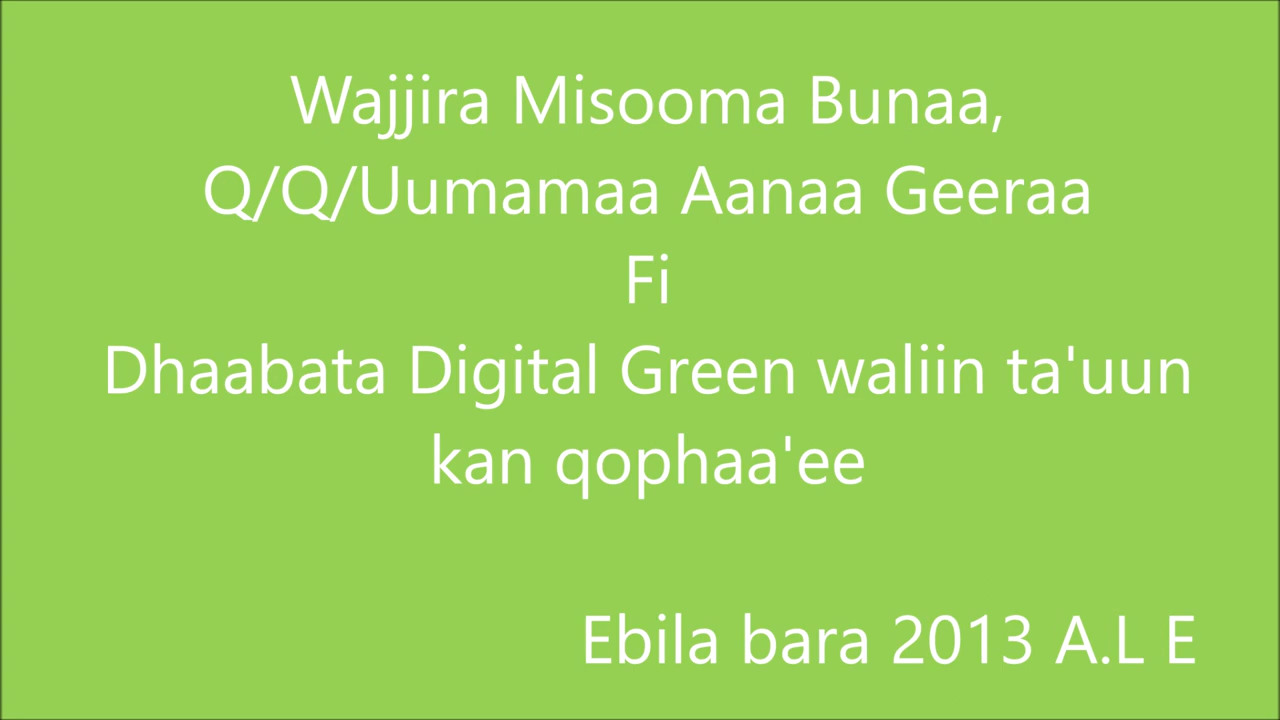 Wajjira Misooma Bunaa,
Q/Q/Uumamaa Aanaa Geeraa
Fi
Dhaabata Digital Green waliin ta'uun
kan qophaa'ee
Ebila bara 2013 A.L E